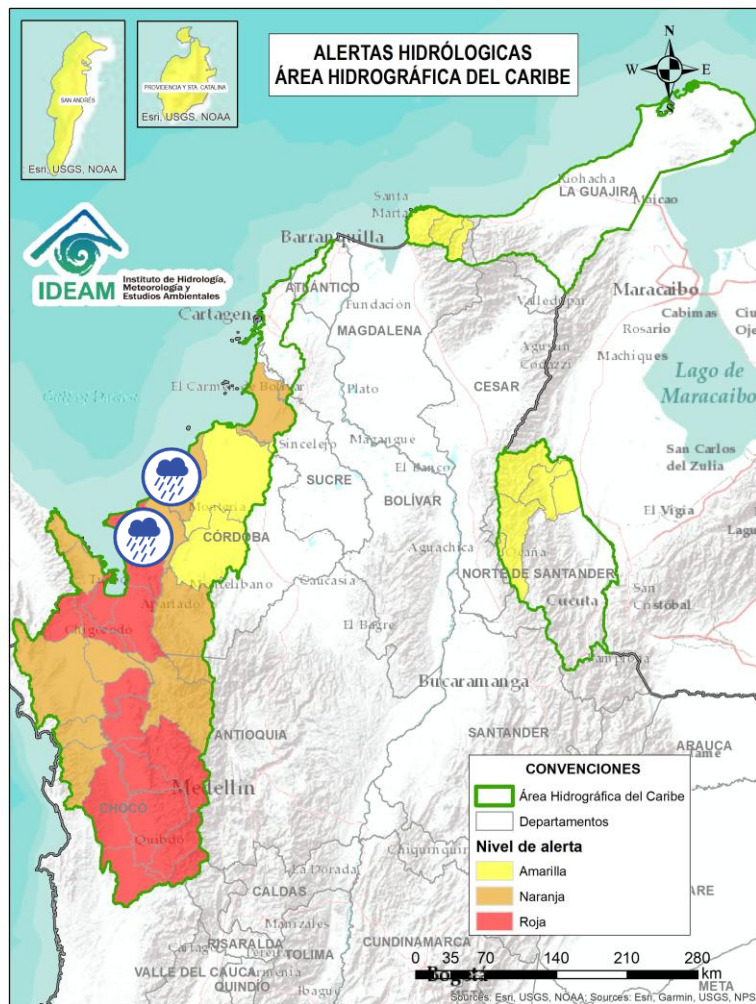 ALERTAS HIDRÓLOGICAS
ÁREA HIDROGRÁFICA DEL CARIBE
N
W
E
S
SAN ANDRÉS
Esri, USGS, NOAA
PROVIDENCIA Y STA. CATALINA
Esri, USGS, NOAA
IDEAM
Instituto de Hidrología,
Meteorología y
Estudios Ambientales
Riohacha
LA GUAJIRA
Maicao
Santa
Marta
Barranquilla
ATLÁNTICO
Fundación
Valledupar
Maracaibo
Cartagena
MAGDALENA
Cabimas
Rosario
Agustín
Codazzi
Machiques
El Carmen de Bolívar
Plato
CESAR
Lago de
Maracaibo
Sincelejo
Magangue
El Banco
San Carlos
del Zulia
SUCRE
BOLÍVAR
Montería
El Vigía
CÓRDOBA
Aguachica
Ocaña
NORTE DE SANTANDER
Montelibano
Caucasia
San
Cristóbal
Apartadó
Cucuta
Chigorodo
El Bagre
Pamplona
Bucaramanga
ANTIOQUIA
SANTANDER
ARAUCA
Medellín
CHOCÓ
Quibdó
CONVENCIONES
Área Hidrográfica del Caribe
Departamentos
Nivel de alerta
Amarilla
Naranja
Roja
La Dorada
CALDAS
Manizales
RISARALDA
TOLIMA
CUNDINAMARCA
VALLE DEL CAUCA
Armenia
QUINDÍO
Ibagué
Bogotá
META
0 35 70 140 210 280
km
Sources: Esri, USGS, NOAA; Sources: Esri, Garmin, USGS, NPS